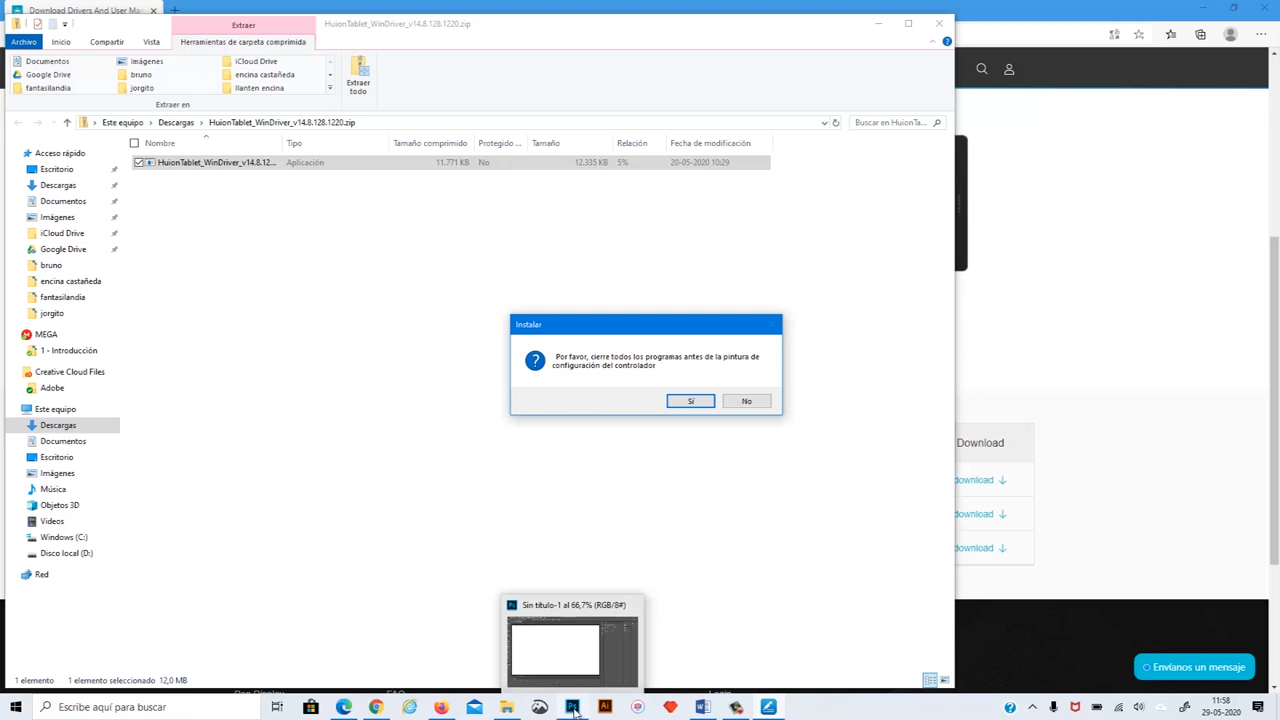 Download Drivers And User Ma
Extraer
HuionTablet_WinDriver_v14.8.128.1220.zip
Archivo Inicio Compartir Vista Herramientas de carpeta comprimida
Documentos Imágenes iCloud Drive
Google Drive bruno encina castañeda
fantasilandia jorgito llanten encina
Extraer todo
Extraer en
Este equipo > Descargas > HuionTablet_WinDriver_v14.8.128.1220.zip
Buscar en HuionTa...
Nombre Tipo Tamaño comprimido Protegido ... Tamaño Relación Fecha de modificación
HuionTablet_WinDriver_v14.8.12... Aplicación 11.771 KB No 12.335 KB 5% 20-05-2020 10:29
Acceso rápido
Escritorio
Descargas
Documentos
Imágenes
iCloud Drive
Google Drive
bruno
encina castañeda
fantasilandia
jorgito
MEGA
1 - Introducción
Creative Cloud Files
Adobe
Este equipo
Descargas
Documentos
Escritorio
Imágenes
Música
Objetos 3D
Videos
Windows (C:)
Disco local (D:)
Red
Instalar
Por favor, cierre todos los programas antes de la pintura de
configuración del controlador
Sí No
Download
download ↓
download ↓
download ↓
Sin título-1 al 66,7% (RGB/8#)
Envíanos un mensaje
1 elemento 1 elemento seleccionado 12,0 MB
Escribe aquí para buscar
11:58
29-05-2020